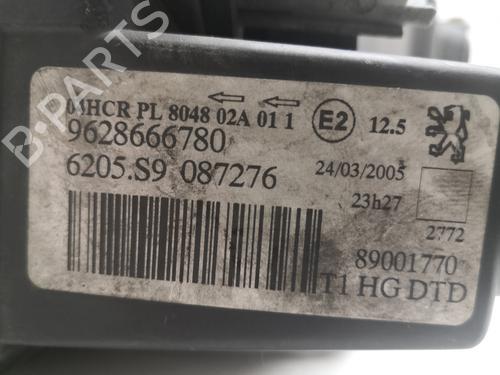 B-PARTS
04HCR PL 8048 02A 01 1 E2 12.5
9628666780
6205.S9 087276
24/03/2005
23h27
2772
89001770
T1 HG DTD